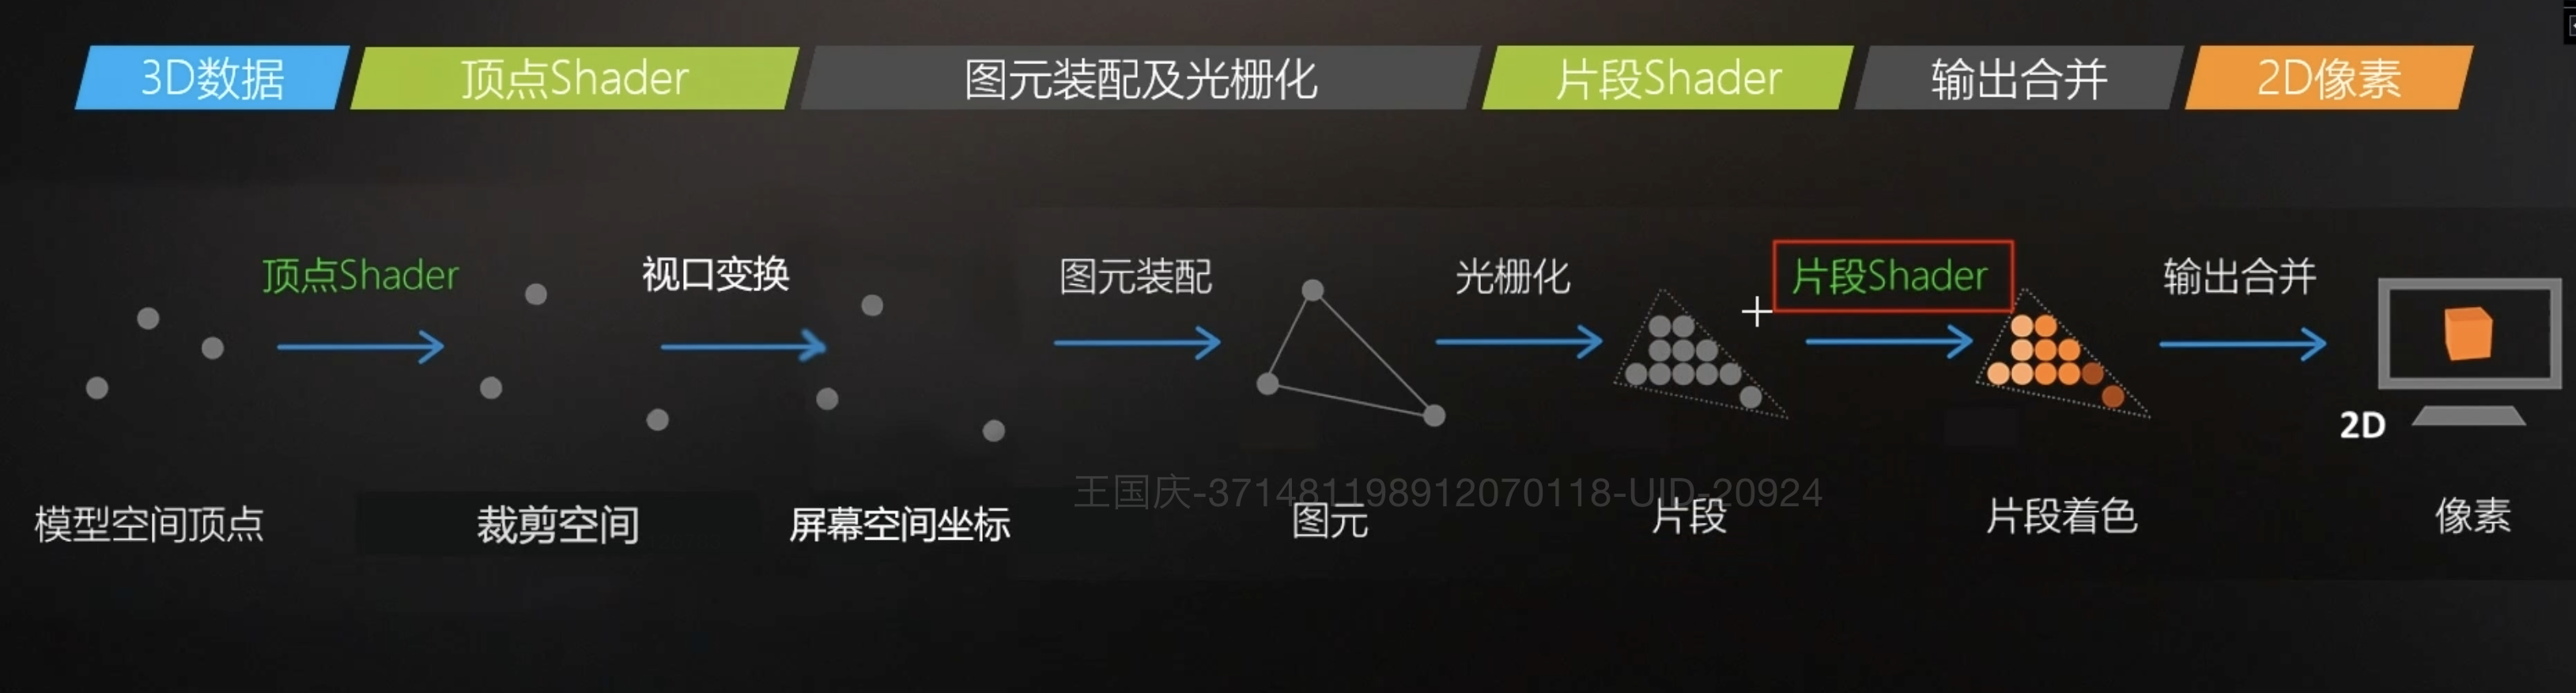 3D数据
顶点Shader
图元装配及光栅化
片段Shader
输出合并
2D像素
顶点Shader
视口变换
图元装配
光栅化
片段Shader
输出合并
2D
王国庆-371481198912070118-UID-20924
模型空间顶点
裁剪空间
屏幕空间坐标
图元
片段
片段着色
像素